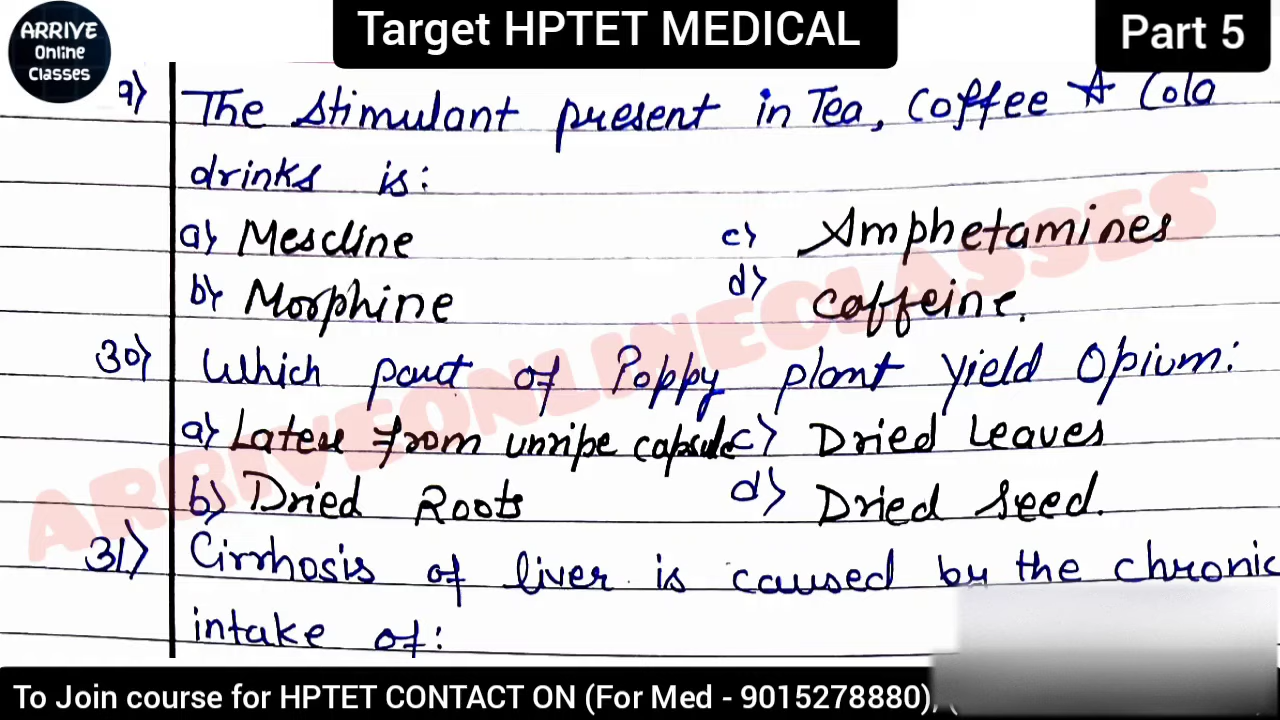 ARRIVE
Online
Classes
Target HPTET MEDICAL
Part 5
9) The Stimulant present in Tea, Coffee & Cola
drinks is:
a) Mescline
c) Amphetamines
b) Morphine
d) Caffeine.
30) Which part of Poppy plant yield Opium:
a) Latex from unripe capsule
c) Dried Leaves
b) Dried Roots
d) Dried Seed.
31) Cirrhosis of liver is caused by the chronic
intake of:
ARRIVEONLINECLASSES
To Join course for HPTET CONTACT ON (For Med - 9015278880), (